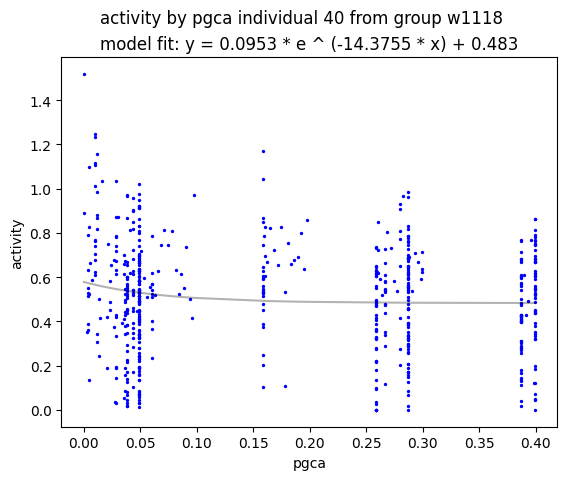 activity by pgca individual 40 from group w1118
model fit: y = 0.0953 * e ^ (-14.3755 * x) + 0.483
activity
1.4
1.2
1.0
0.8
0.6
0.4
0.2
0.0
0.00 0.05 0.10 0.15 0.20 0.25 0.30 0.35 0.40
pgca